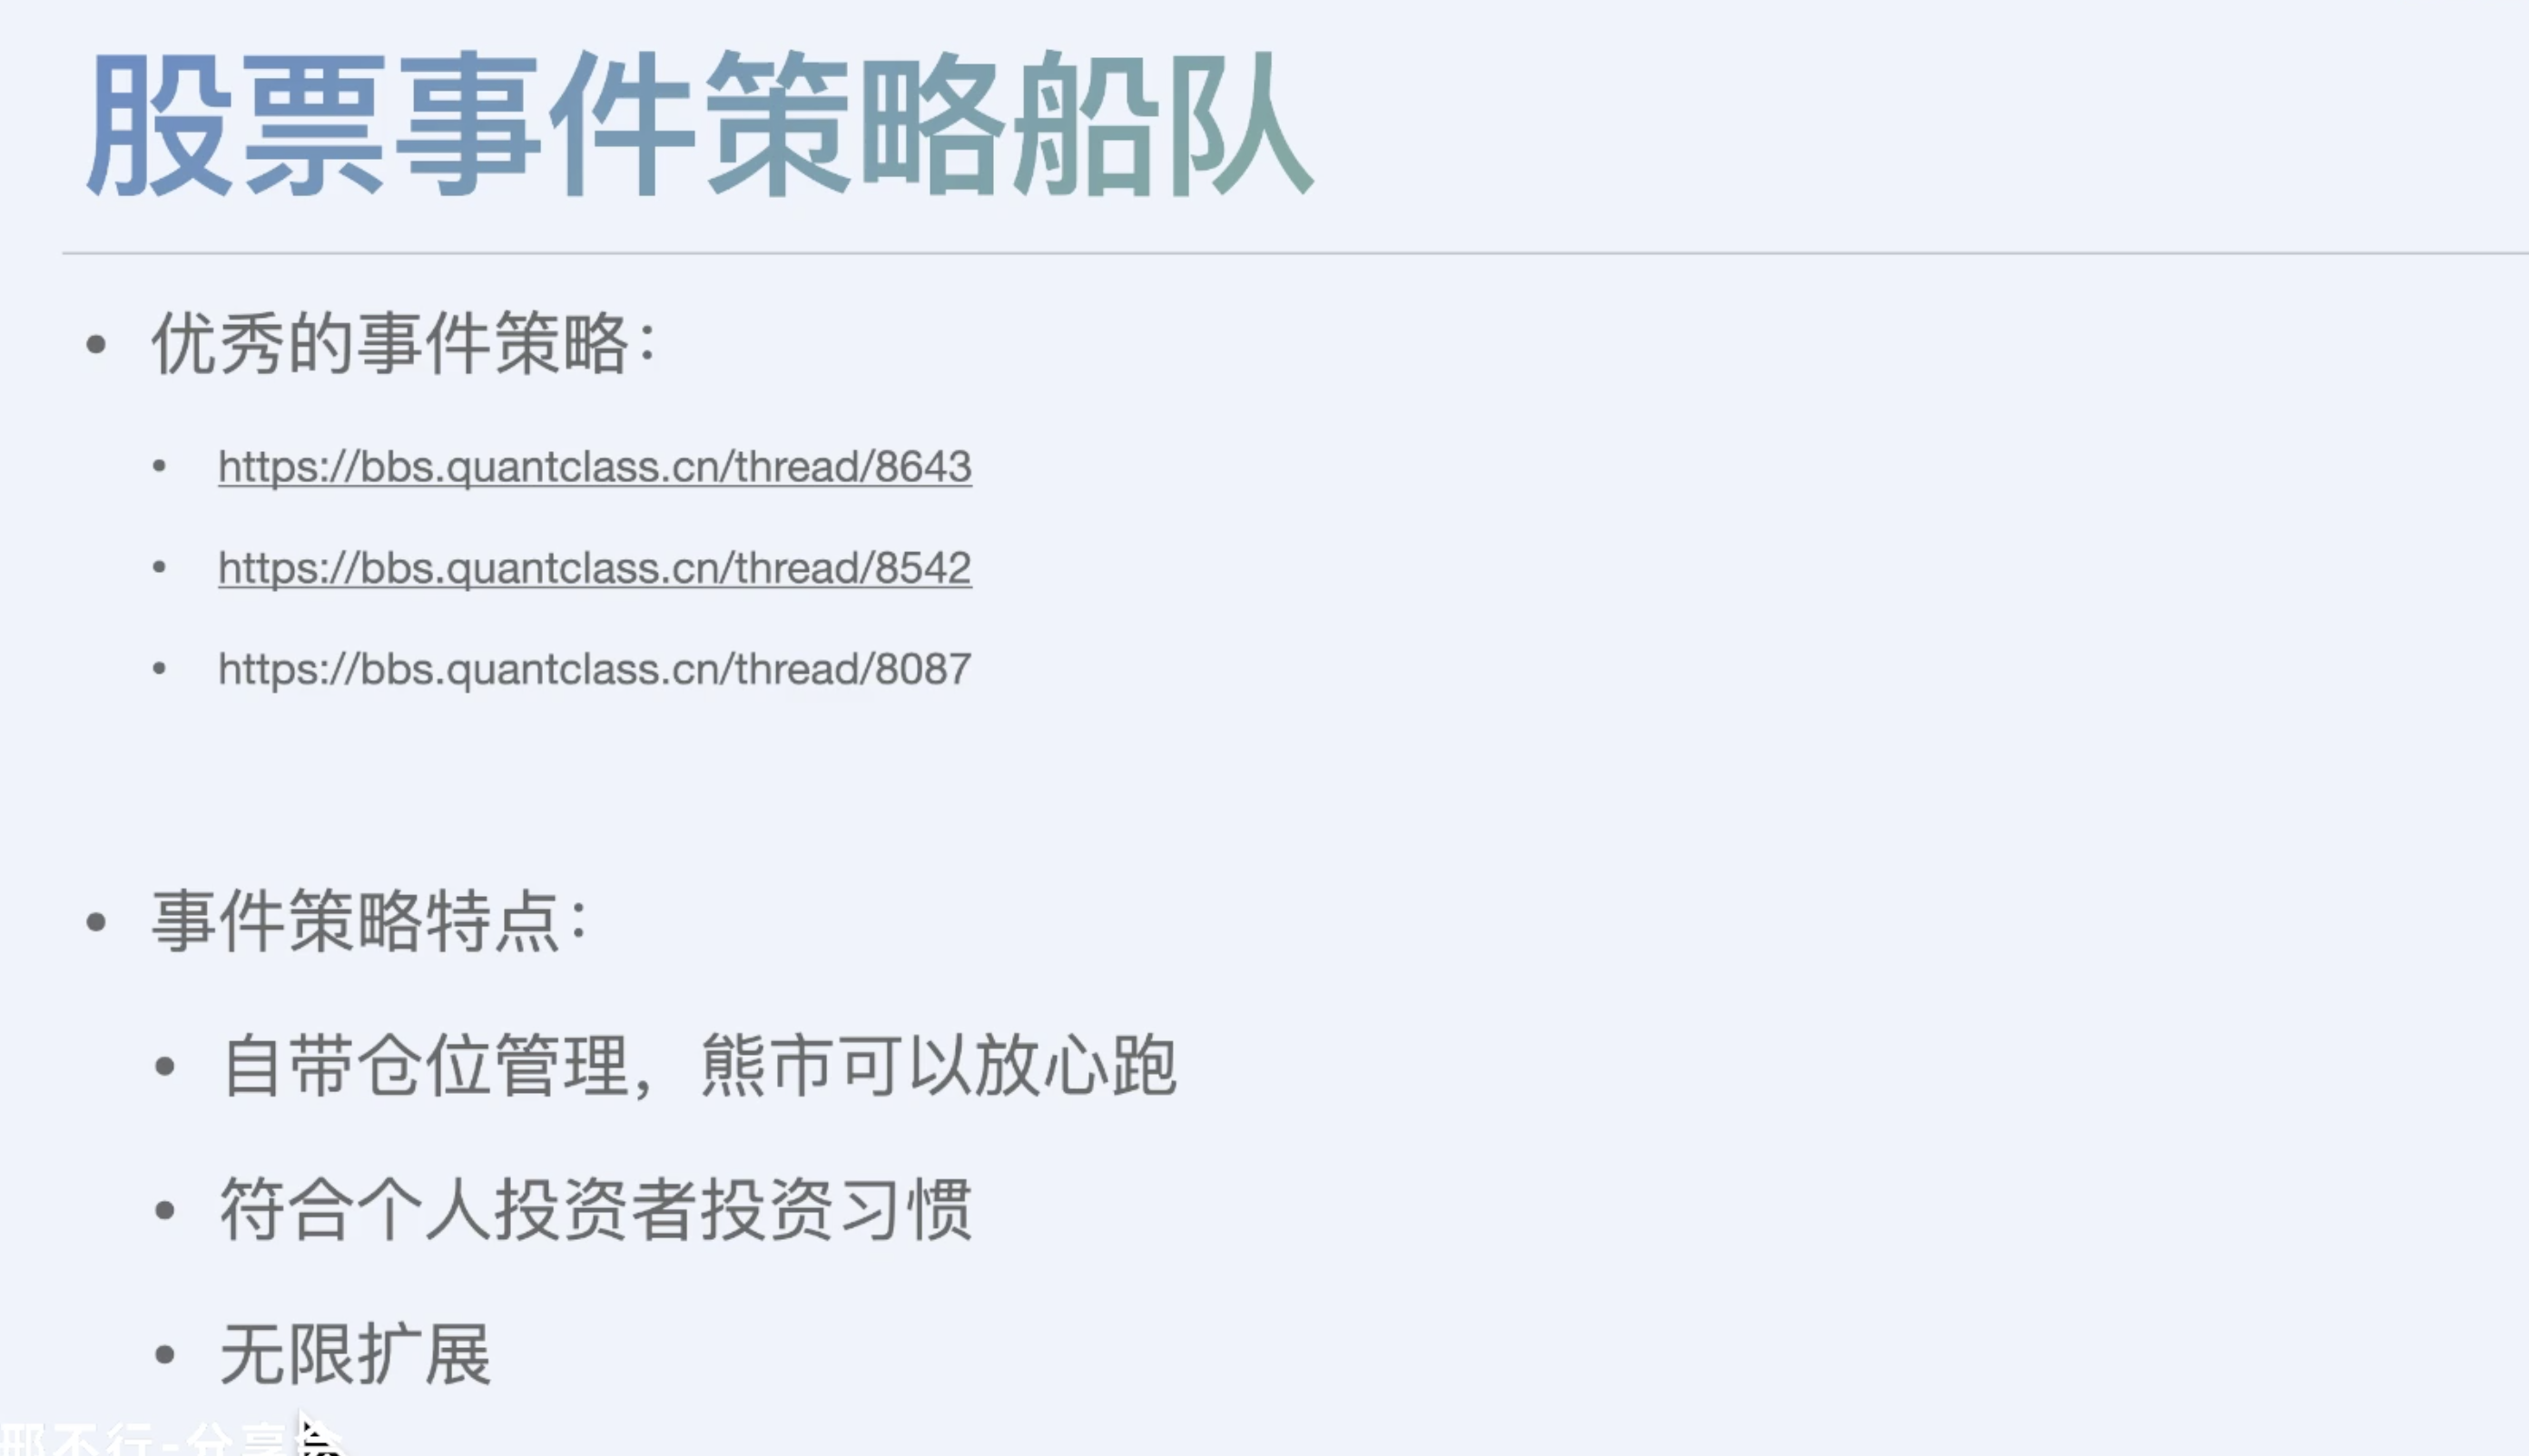 股票事件策略船队
• 优秀的事件策略：
• https://bbs.quantclass.cn/thread/8643
• https://bbs.quantclass.cn/thread/8542
• https://bbs.quantclass.cn/thread/8087
• 事件策略特点：
• 自带仓位管理，熊市可以放心跑
• 符合个人投资者投资习惯
• 无限扩展
邢不行-分享会